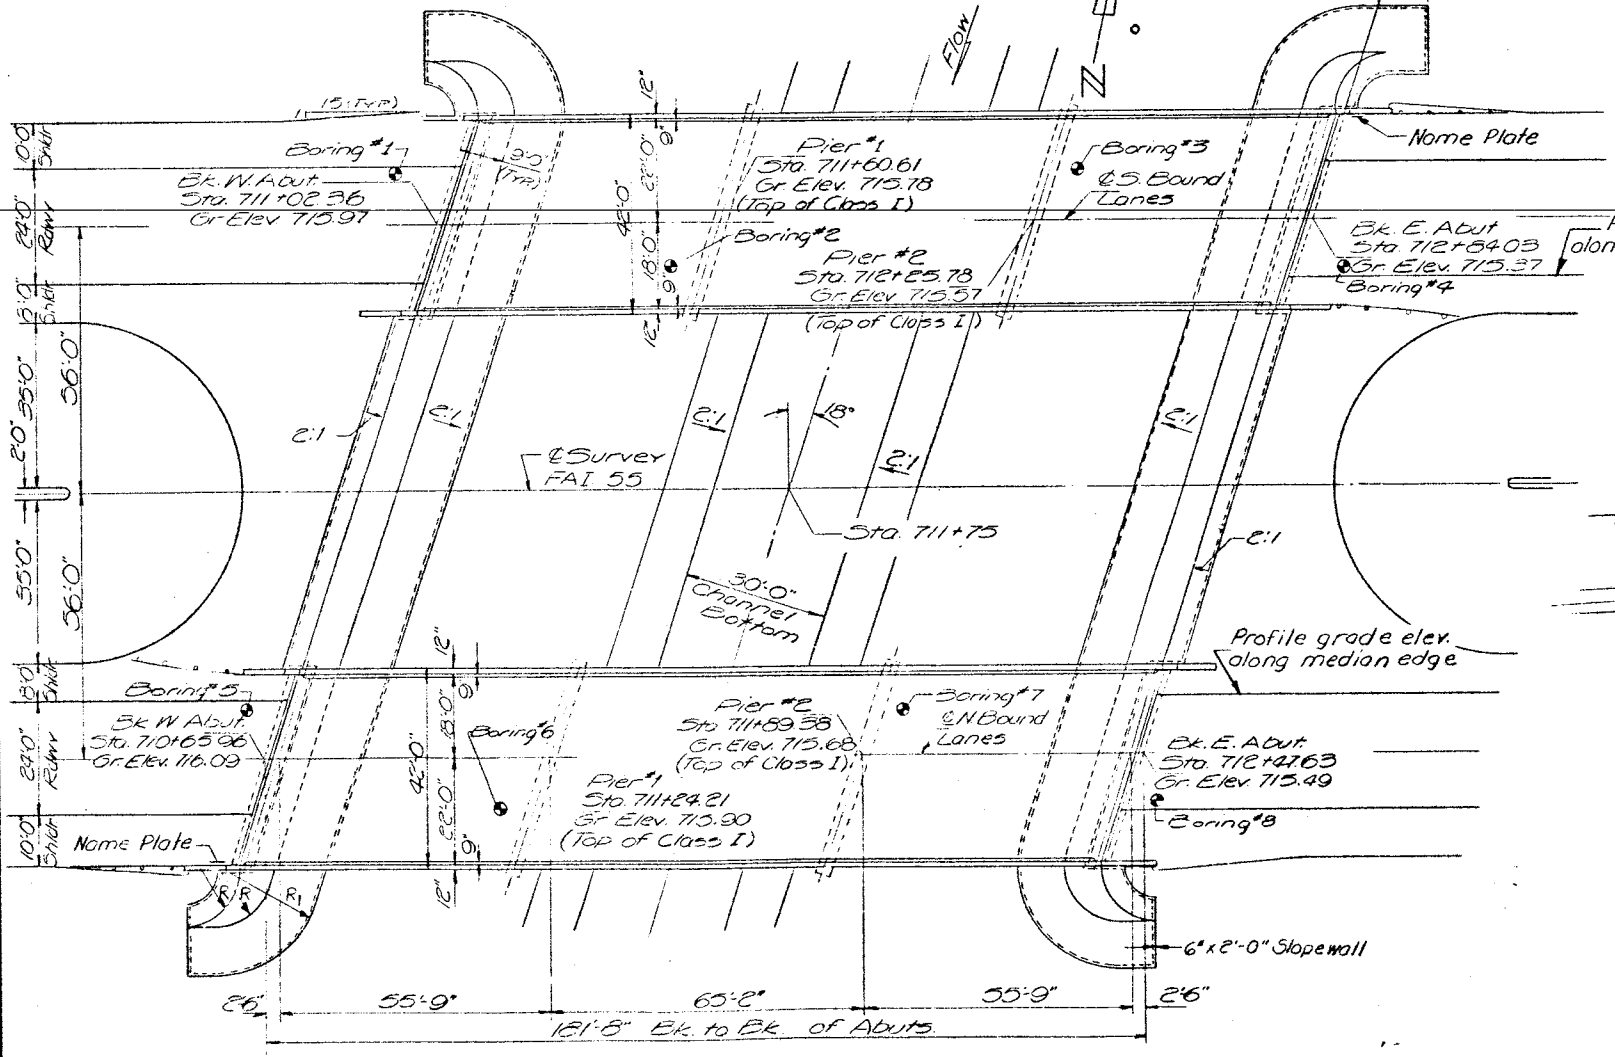 Flow
15 (Typ)
12"
9"
Name Plate
Boring #1
9'-0"
(Typ)
22'-0"
Pier #1
Sta. 711+60.61
Gr. Elev. 715.78
(Top of Class I)
Boring #3
℄ S. Bound
Lanes
Bk. W. Abut.
Sta. 711+02.36
Gr. Elev. 715.97
42'-0"
18'-0"
Boring #2
Pier #2
Sta. 712+25.78
Gr. Elev. 715.57
(Top of Class I)
9"
12"
Bk. E. Abut
Sta. 712+84.03
Gr. Elev. 715.37
Boring #4
10'-0"
Shldr
24'-0"
Rdwy
Shldr
35'-0"
2'-0"
56'-0"
2:1
2:1
2:1
18°
2:1
2:1
℄ Survey
FAI 55
Sta. 711+75
2:1
30'-0"
Channel
Bottom
35'-0"
56'-0"
Profile grade elev.
along median edge
12"
9"
8'-0"
Shldr
24'-0"
Rdwy
10'-0"
Shldr
Boring #5
Bk. W. Abut.
Sta. 710+65.96
Gr. Elev. 716.09
42'-0"
18'-0"
22'-0"
Boring #6
Pier #2
Sta. 711+89.38
Gr. Elev. 715.68
(Top of Class I)
Boring #7
℄ N. Bound
Lanes
Pier #1
Sta. 711+24.21
Gr. Elev. 715.90
(Top of Class I)
Bk. E. Abut.
Sta. 712+47.63
Gr. Elev. 715.49
Boring #8
Name Plate
9"
12"
R R R1
6" x 2'-0" Slopewall
2'6" 55'-9" 65'-2" 55'-9" 2'6"
181'-8" Bk. to Bk. of Abuts.